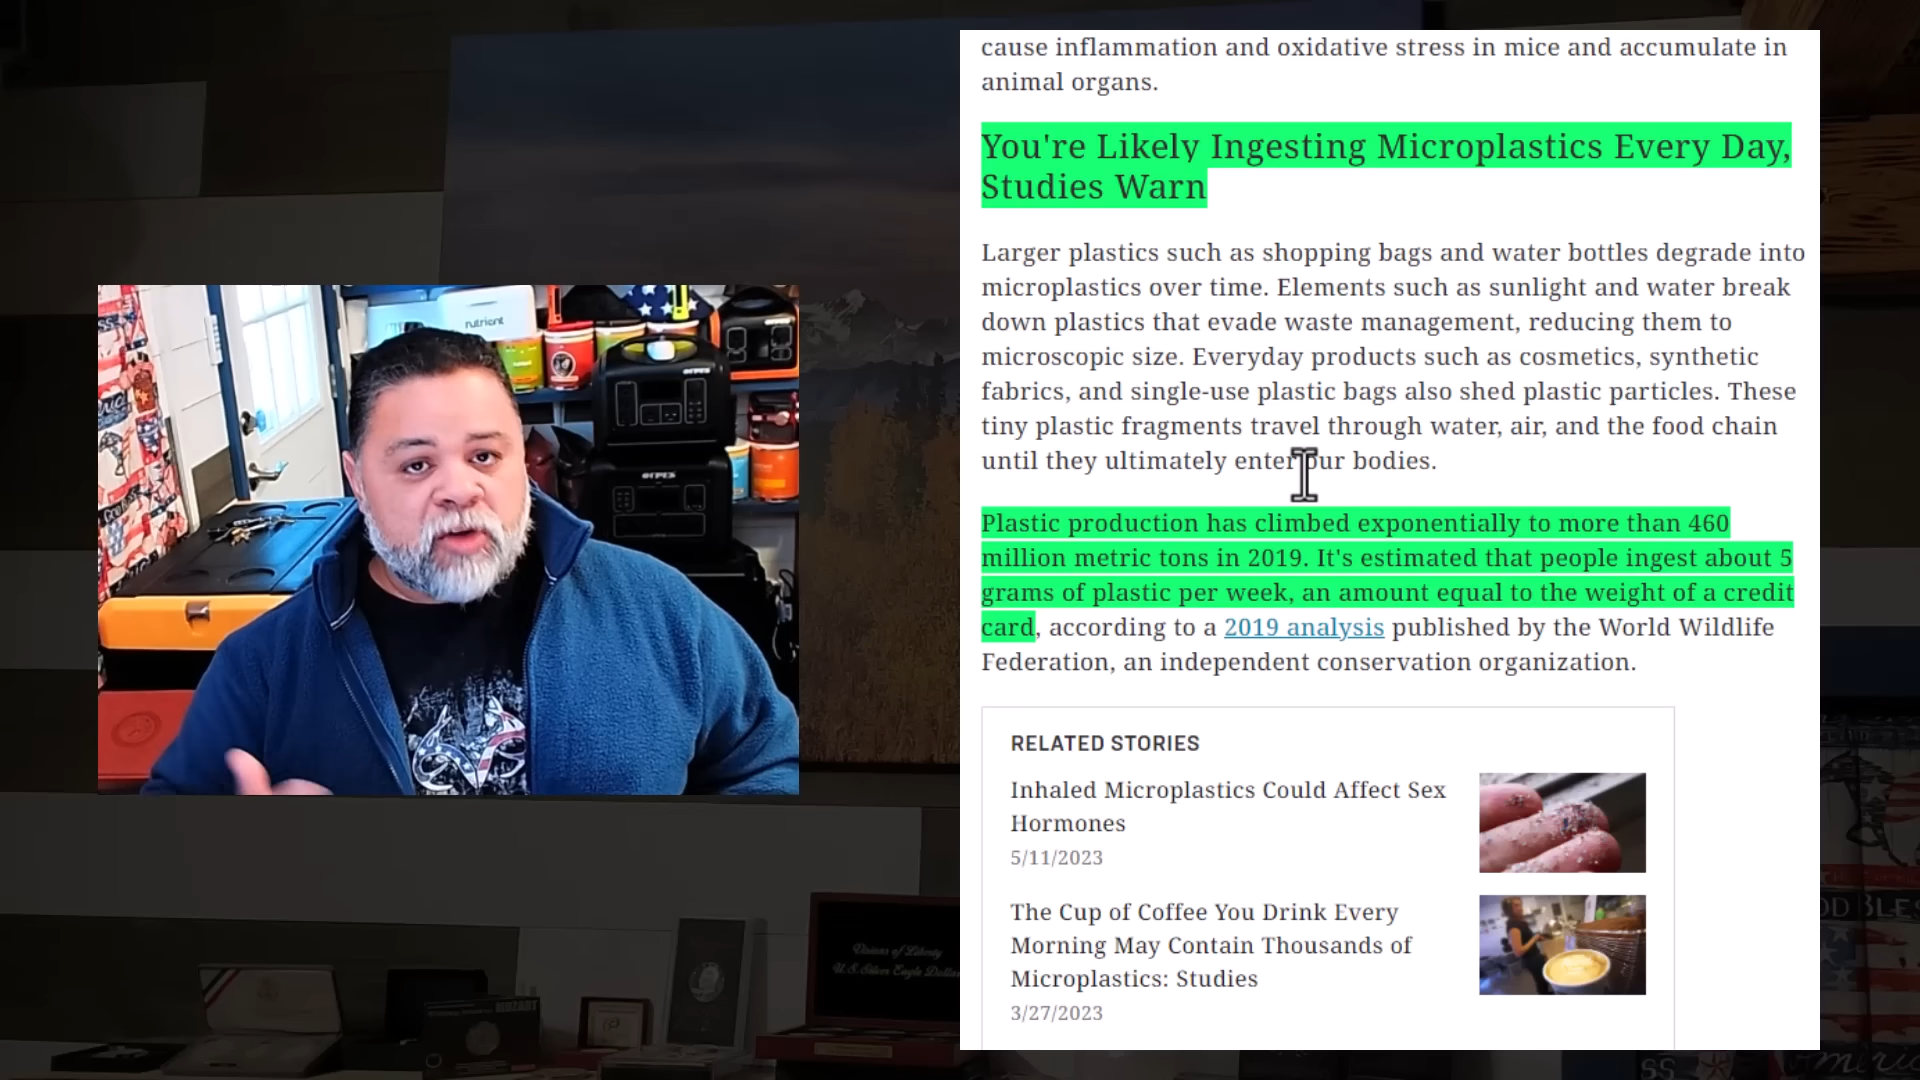 cause inflammation and oxidative stress in mice and accumulate in
animal organs.
You're Likely Ingesting Microplastics Every Day,
Studies Warn
Larger plastics such as shopping bags and water bottles degrade into
microplastics over time. Elements such as sunlight and water break
down plastics that evade waste management, reducing them to
microscopic size. Everyday products such as cosmetics, synthetic
fabrics, and single-use plastic bags also shed plastic particles. These
tiny plastic fragments travel through water, air, and the food chain
until they ultimately enter our bodies.
Plastic production has climbed exponentially to more than 460
million metric tons in 2019. It's estimated that people ingest about 5
grams of plastic per week, an amount equal to the weight of a credit
card, according to a 2019 analysis published by the World Wildlife
Federation, an independent conservation organization.
RELATED STORIES
Inhaled Microplastics Could Affect Sex
Hormones
5/11/2023
The Cup of Coffee You Drink Every
Morning May Contain Thousands of
Microplastics: Studies
3/27/2023
nutrient
Visions of Liberty
U.S. Silver Eagle Dollar